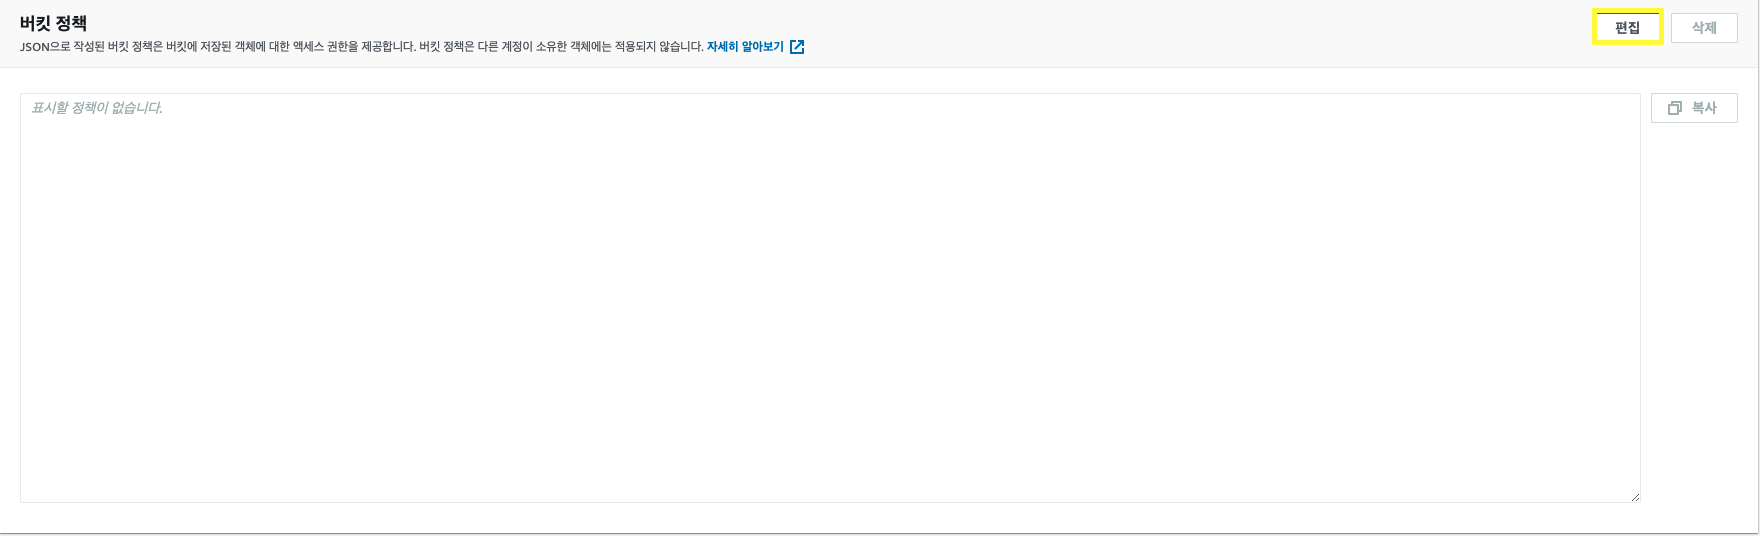 버킷 정책
편집
삭제
JSON으로 작성된 버킷 정책은 버킷에 저장된 객체에 대한 액세스 권한을 제공합니다. 버킷 정책은 다른 계정이 소유한 객체에는 적용되지 않습니다. 자세히 알아보기
표시할 정책이 없습니다.
복사